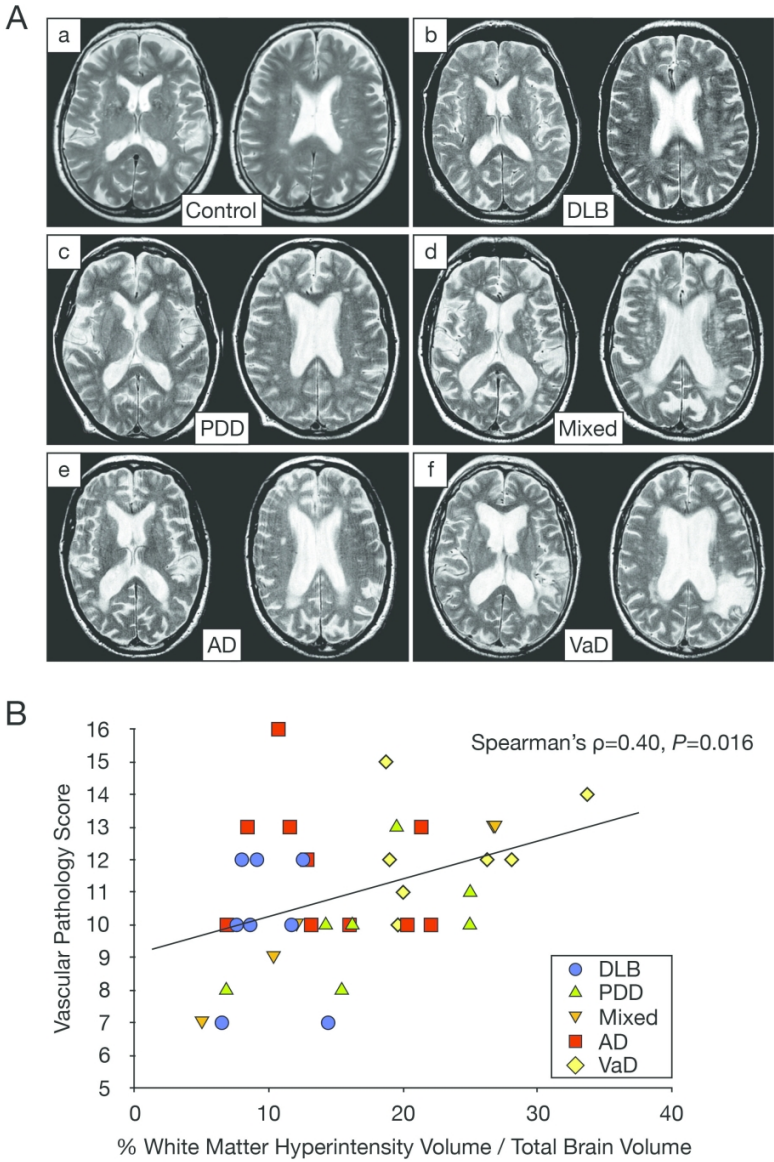 A
a
Control
b
DLB
c
PDD
d
Mixed
e
AD
f
VaD
B
Spearman's ρ=0.40, P=0.016
Vascular Pathology Score
16
15
14
13
12
11
10
9
8
7
6
5
DLB
PDD
Mixed
AD
VaD
0 10 20 30 40
% White Matter Hyperintensity Volume / Total Brain Volume